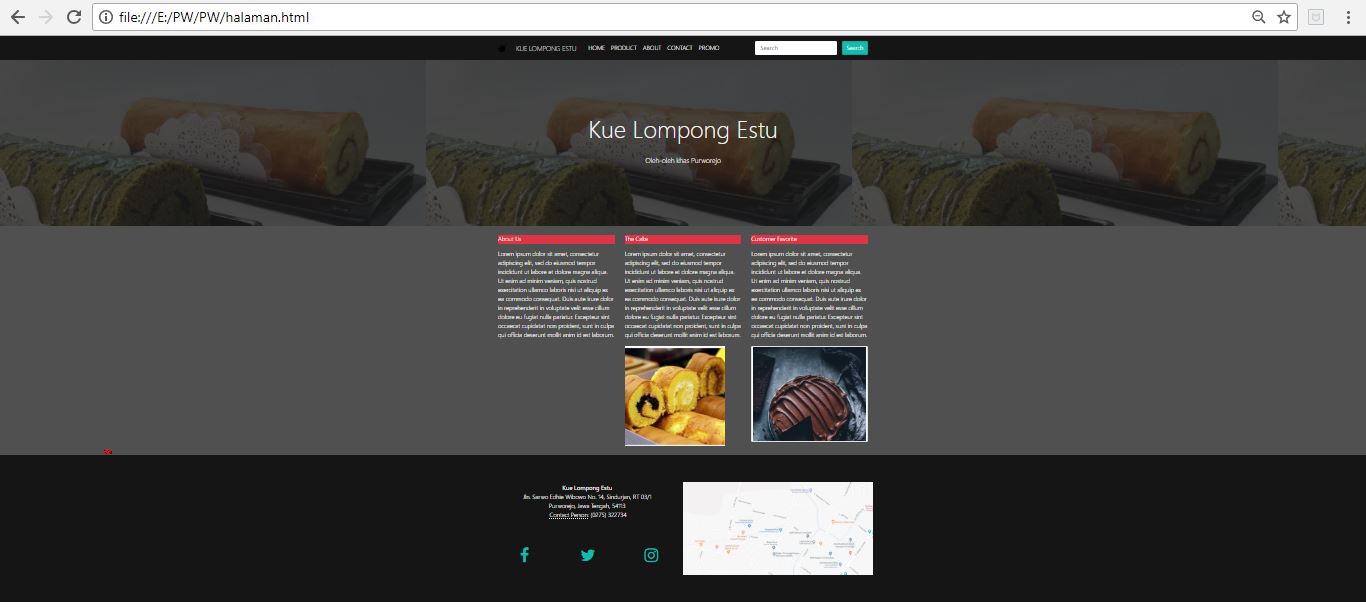 file:///E:/PW/PW/halaman.html
KUE LOMPONG ESTU HOME PRODUCT ABOUT CONTACT PROMO Search Search
Kue Lompong Estu
Oleh-oleh khas Purworejo
About Us
Lorem ipsum dolor sit amet, consectetur
adipiscing elit, sed do eiusmod tempor
incididunt ut labore et dolore magna aliqua.
Ut enim ad minim veniam, quis nostrud
exercitation ullamco laboris nisi ut aliquip ex
ea commodo consequat. Duis aute irure dolor
in reprehenderit in voluptate velit esse cillum
dolore eu fugiat nulla pariatur. Excepteur sint
occaecat cupidatat non proident, sunt in culpa
qui officia deserunt mollit anim id est laborum.
The Cake
Lorem ipsum dolor sit amet, consectetur
adipiscing elit, sed do eiusmod tempor
incididunt ut labore et dolore magna aliqua.
Ut enim ad minim veniam, quis nostrud
exercitation ullamco laboris nisi ut aliquip ex
ea commodo consequat. Duis aute irure dolor
in reprehenderit in voluptate velit esse cillum
dolore eu fugiat nulla pariatur. Excepteur sint
occaecat cupidatat non proident, sunt in culpa
qui officia deserunt mollit anim id est laborum.
Customer Favorite
Lorem ipsum dolor sit amet, consectetur
adipiscing elit, sed do eiusmod tempor
incididunt ut labore et dolore magna aliqua.
Ut enim ad minim veniam, quis nostrud
exercitation ullamco laboris nisi ut aliquip ex
ea commodo consequat. Duis aute irure dolor
in reprehenderit in voluptate velit esse cillum
dolore eu fugiat nulla pariatur. Excepteur sint
occaecat cupidatat non proident, sunt in culpa
qui officia deserunt mollit anim id est laborum.
Kue Lompong Estu
Jln. Sarwo Edhie Wibowo No. 14, Sindurjan, RT 03/1
Purworejo, Jawa Tengah, 54113
Contact Person: (0275) 322734